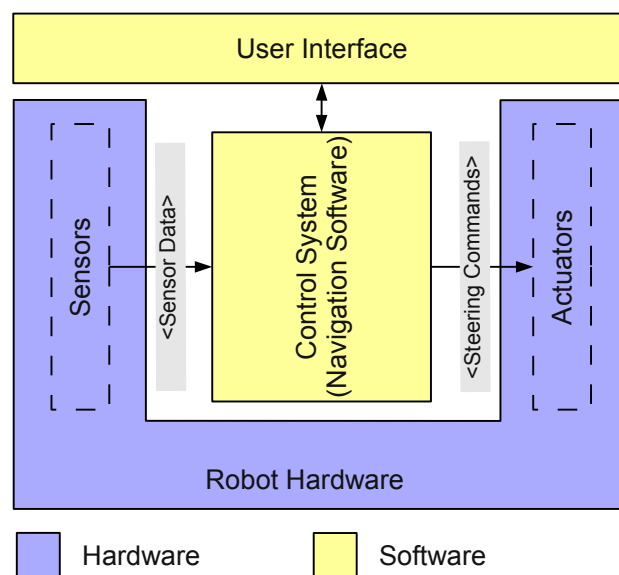 User Interface
Sensors
<Sensor Data>
Control System
(Navigation Software)
<Steering Commands>
Actuators
Robot Hardware
Hardware
Software